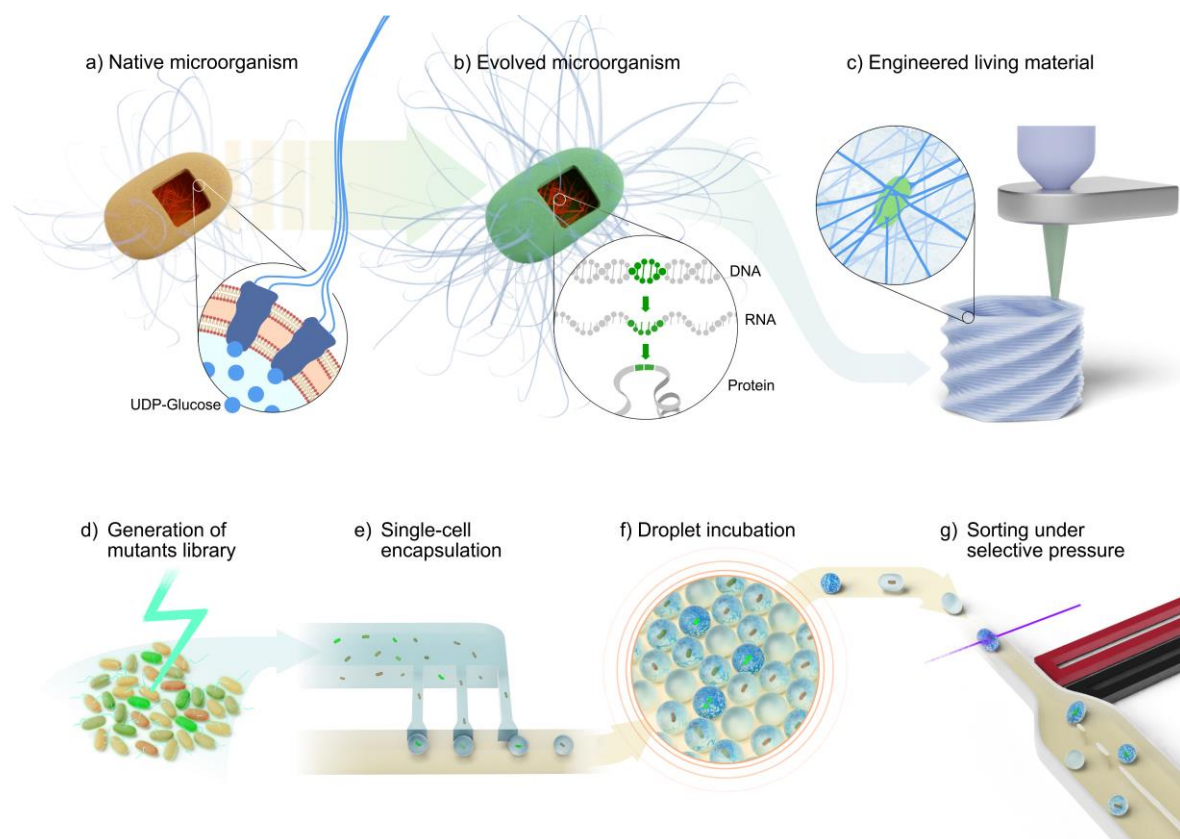 a) Native microorganism
b) Evolved microorganism
c) Engineered living material
DNA
RNA
Protein
UDP-Glucose
d) Generation of
mutants library
e) Single-cell
encapsulation
f) Droplet incubation
g) Sorting under
selective pressure